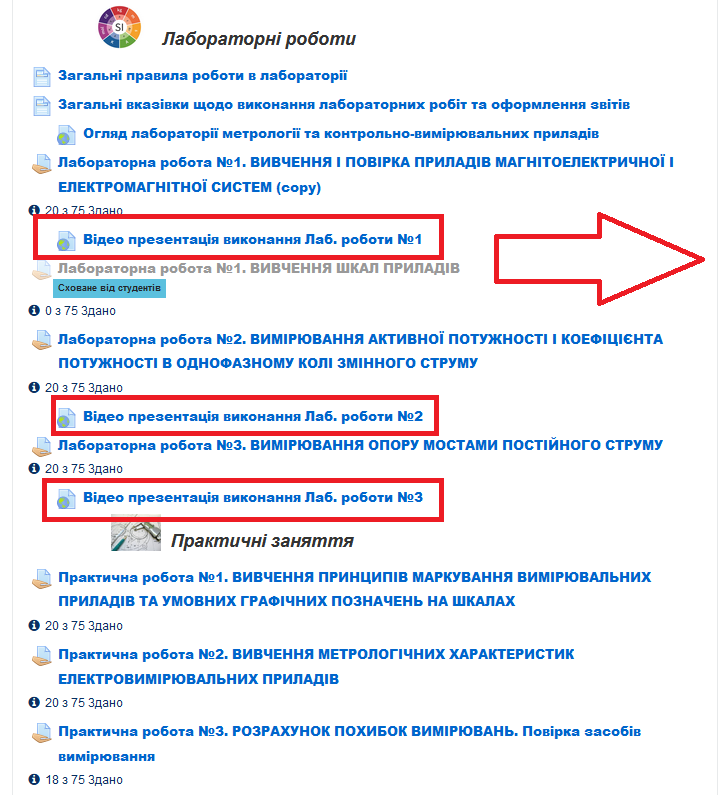 SI
Лабораторні роботи
Загальні правила роботи в лабораторії
Загальні вказівки щодо виконання лабораторних робіт та оформлення звітів
Огляд лабораторії метрології та контрольно-вимірювальних приладів
Лабораторна робота №1. ВИВЧЕННЯ І ПОВІРКА ПРИЛАДІВ МАГНІТОЕЛЕКТРИЧНОЇ І
ЕЛЕКТРОМАГНІТНОЇ СИСТЕМ (copy)
20 з 75 Здано
Відео презентація виконання Лаб. роботи №1
Лабораторна робота №1. ВИВЧЕННЯ ШКАЛ ПРИЛАДІВ
Сховане від студентів
0 з 75 Здано
Лабораторна робота №2. ВИМІРЮВАННЯ АКТИВНОЇ ПОТУЖНОСТІ І КОЕФІЦІЄНТА
ПОТУЖНОСТІ В ОДНОФАЗНОМУ КОЛІ ЗМІННОГО СТРУМУ
20 з 75 Здано
Відео презентація виконання Лаб. роботи №2
Лабораторна робота №3. ВИМІРЮВАННЯ ОПОРУ МОСТАМИ ПОСТІЙНОГО СТРУМУ
20 з 75 Здано
Відео презентація виконання Лаб. роботи №3
Практичні заняття
Практична робота №1. ВИВЧЕННЯ ПРИНЦИПІВ МАРКУВАННЯ ВИМІРЮВАЛЬНИХ
ПРИЛАДІВ ТА УМОВНИХ ГРАФІЧНИХ ПОЗНАЧЕНЬ НА ШКАЛАХ
20 з 75 Здано
Практична робота №2. ВИВЧЕННЯ МЕТРОЛОГІЧНИХ ХАРАКТЕРИСТИК
ЕЛЕКТРОВИМІРЮВАЛЬНИХ ПРИЛАДІВ
20 з 75 Здано
Практична робота №3. РОЗРАХУНОК ПОХИБОК ВИМІРЮВАНЬ. Повірка засобів
вимірювання
18 з 75 Здано